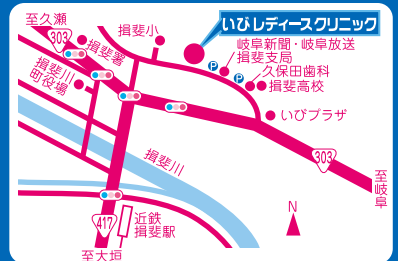 至久瀬
303
揖斐小
いびレディースクリニック
揖斐署
岐阜新聞・岐阜放送
揖斐支局
P
久保田歯科
P
揖斐高校
揖斐川
町役場
いびプラザ
揖斐川
303
至岐阜
417
近鉄
揖斐駅
N
至大垣